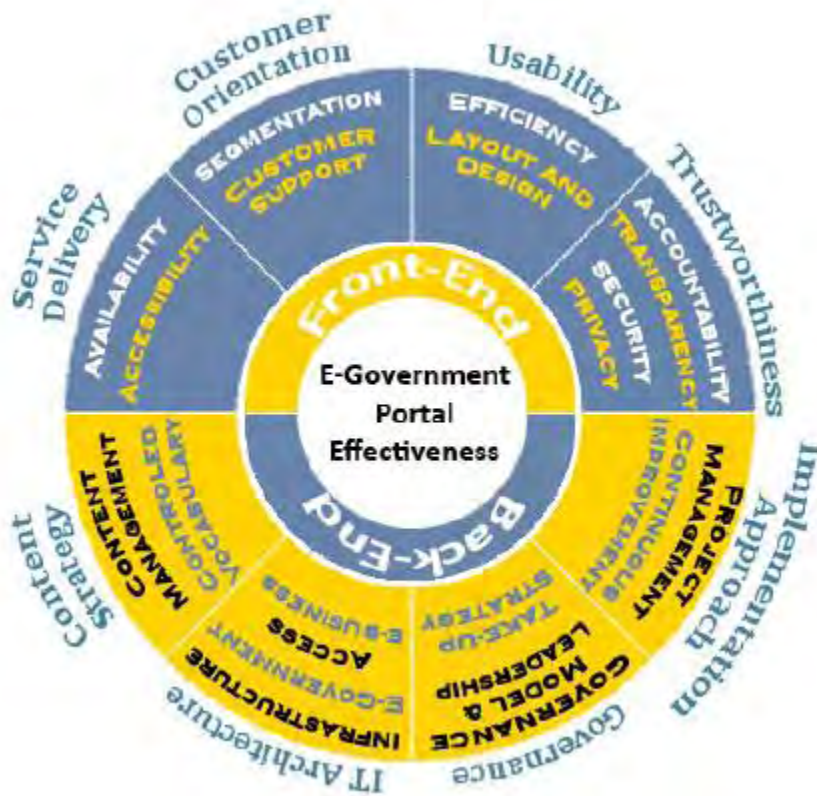 Customer
Orientation
Usability
Trustworthiness
Service
Delivery
SEGMENTATION
CUSTOMER
SUPPORT
EFFICIENCY
LAYOUT AND
DESIGN
ACCOUNTABILITY
TRANSPARENCY
SECURITY
PRIVACY
AVAILABILITY
ACCESSIBILITY
Front-End
E-Government
Portal
Effectiveness
Back-End
CONTENT
MANAGEMENT
CONTROLED
VOCABULARY
Content
Strategy
INFRASTRUCTURE
E-GOVERNMENT
ACCESS
E-BUSINESS
IT Architecture
GOVERNANCE
MODEL &
LEADERSHIP
TAKE-UP
STRATEGY
Governance
PROJECT
MANAGEMENT
CONTINUOUS
IMPROVEMENT
Implementation
Approach